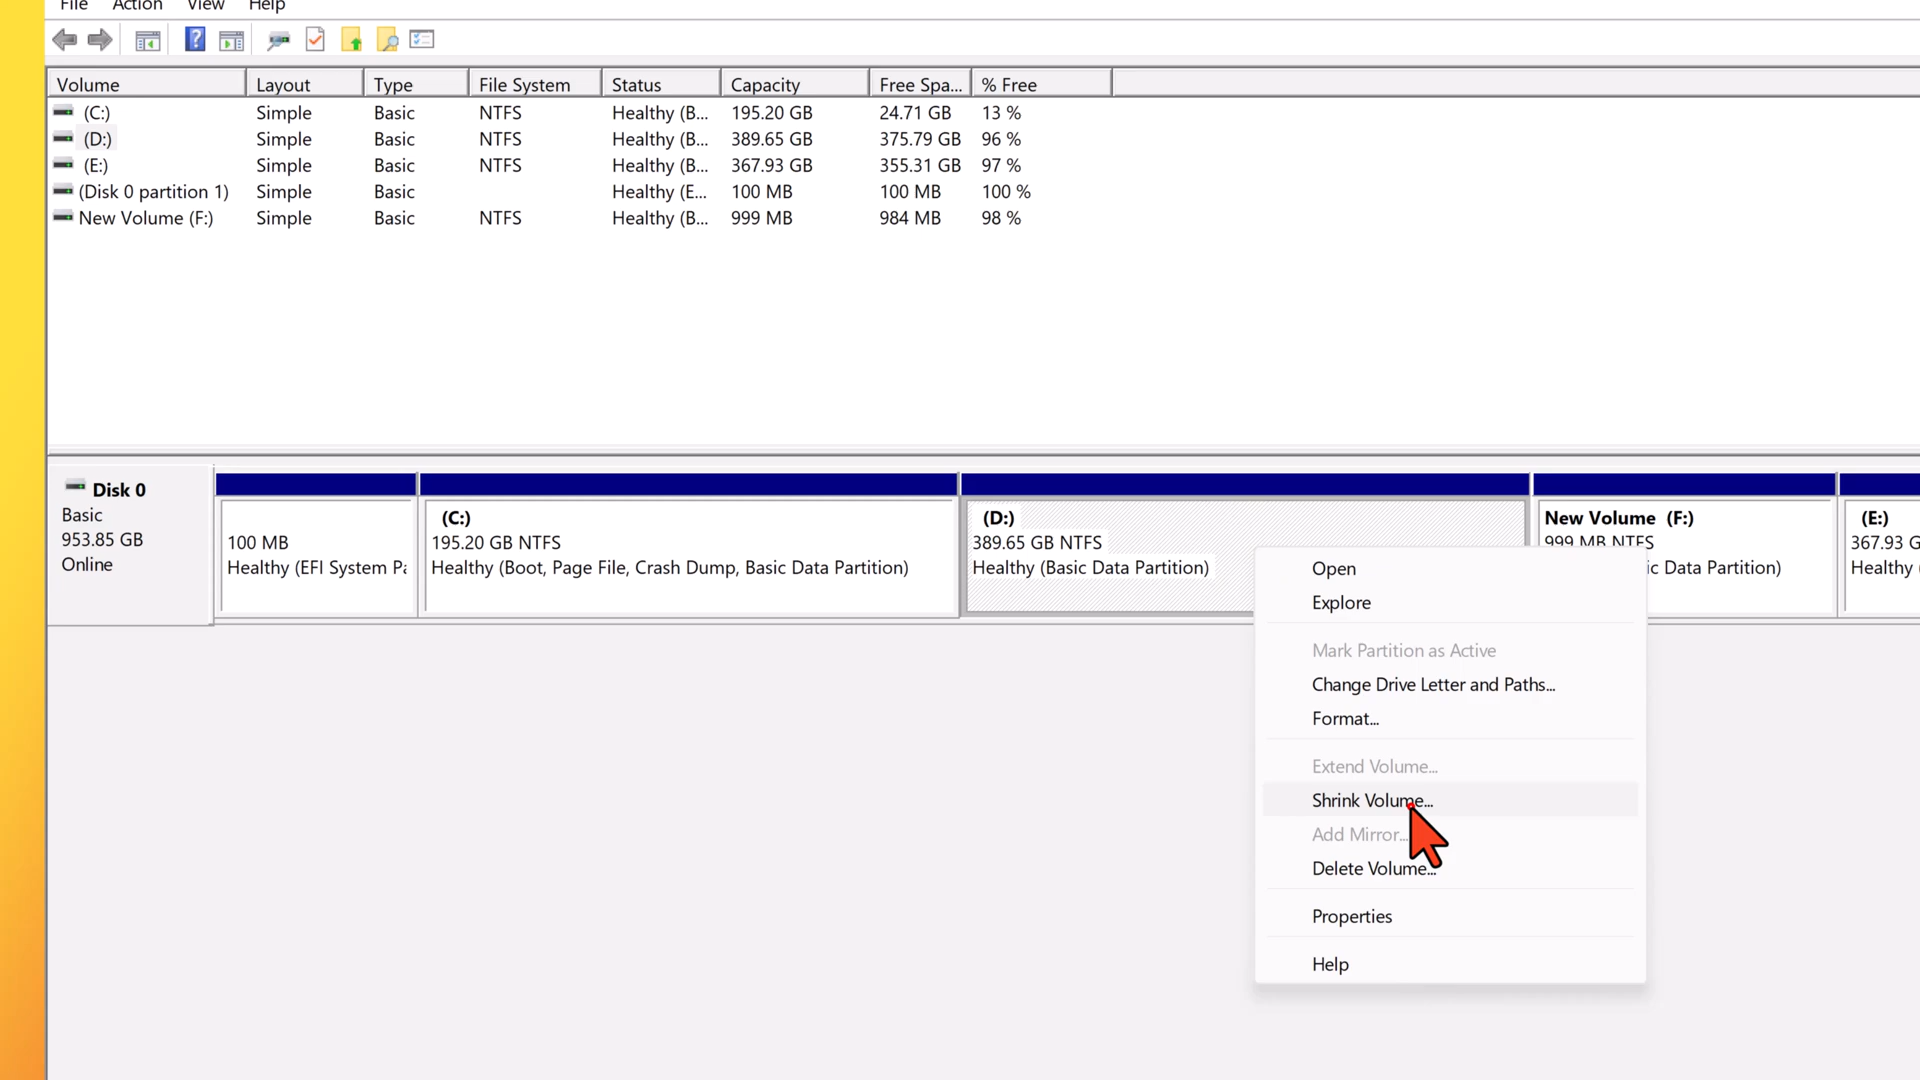 File Action View Help
Volume Layout Type File System Status Capacity Free Spa... % Free
(C:) Simple Basic NTFS Healthy (B... 195.20 GB 24.71 GB 13 %
(D:) Simple Basic NTFS Healthy (B... 389.65 GB 375.79 GB 96 %
(E:) Simple Basic NTFS Healthy (B... 367.93 GB 355.31 GB 97 %
(Disk 0 partition 1) Simple Basic Healthy (E... 100 MB 100 MB 100 %
New Volume (F:) Simple Basic NTFS Healthy (B... 999 MB 984 MB 98 %
Disk 0
Basic
953.85 GB
Online
100 MB
Healthy (EFI System Pa
(C:)
195.20 GB NTFS
Healthy (Boot, Page File, Crash Dump, Basic Data Partition)
(D:)
389.65 GB NTFS
Healthy (Basic Data Partition)
New Volume (F:)
999 MB NTFS
ic Data Partition)
(E:)
367.93 G
Healthy
Open
Explore
Mark Partition as Active
Change Drive Letter and Paths...
Format...
Extend Volume...
Shrink Volume...
Add Mirror...
Delete Volume...
Properties
Help